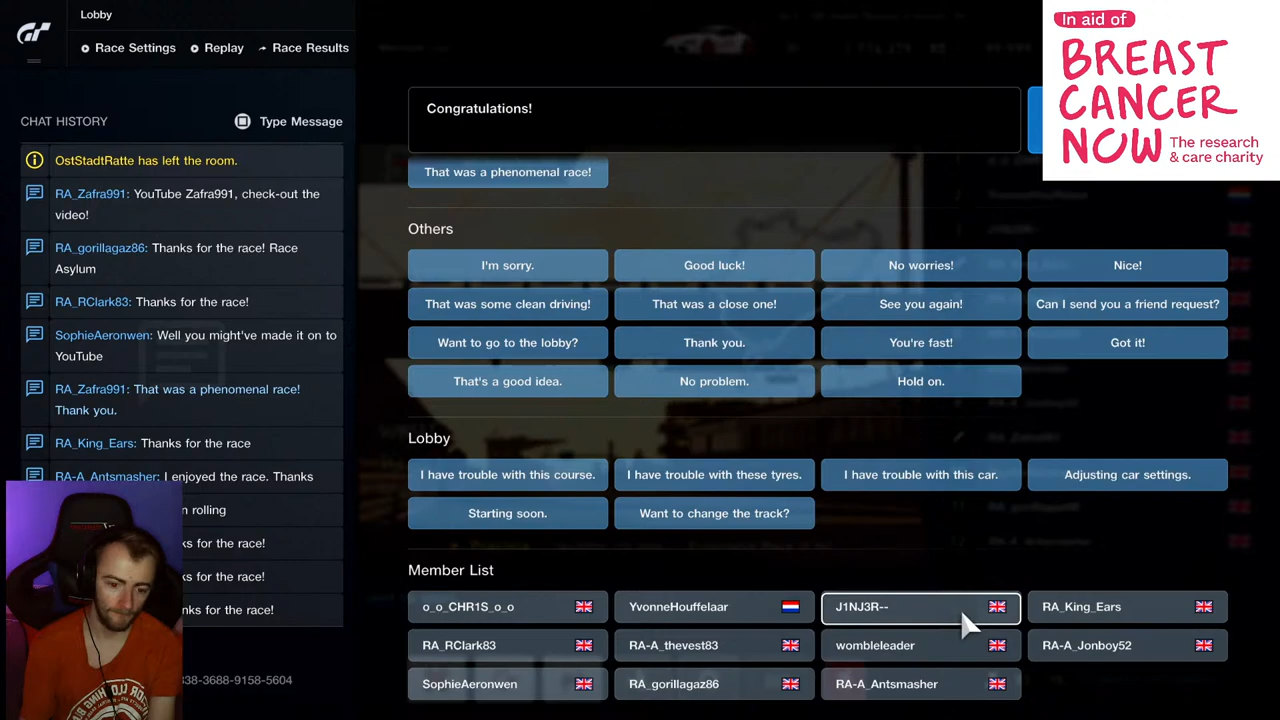 Lobby
Race Settings
Replay
Race Results
CHAT HISTORY
Type Message
OstStadtRatte has left the room.
RA_Zafra991: YouTube Zafra991, check-out the
video!
RA_gorillagaz86: Thanks for the race! Race
Asylum
RA_RClark83: Thanks for the race!
SophieAeronwen: Well you might've made it on to
YouTube
RA_Zafra991: That was a phenomenal race!
Thank you.
RA_King_Ears: Thanks for the race
RA-A_Antsmasher: I enjoyed the race. Thanks
n rolling
ks for the race!
ks for the race!
ks for the race!
838-3688-9158-5604
Congratulations!
That was a phenomenal race!
Others
I'm sorry.
Good luck!
No worries!
Nice!
That was some clean driving!
That was a close one!
See you again!
Can I send you a friend request?
Want to go to the lobby?
Thank you.
You're fast!
Got it!
That's a good idea.
No problem.
Hold on.
Lobby
I have trouble with this course.
I have trouble with these tyres.
I have trouble with this car.
Adjusting car settings.
Starting soon.
Want to change the track?
Member List
o_o_CHR1S_o_o
YvonneHouffelaar
J1NJ3R--
RA_King_Ears
RA_RClark83
RA-A_thevest83
wombleleader
RA-A_Jonboy52
SophieAeronwen
RA_gorillagaz86
RA-A_Antsmasher
In aid of
BREAST
CANCER
NOW
The research
& care charity